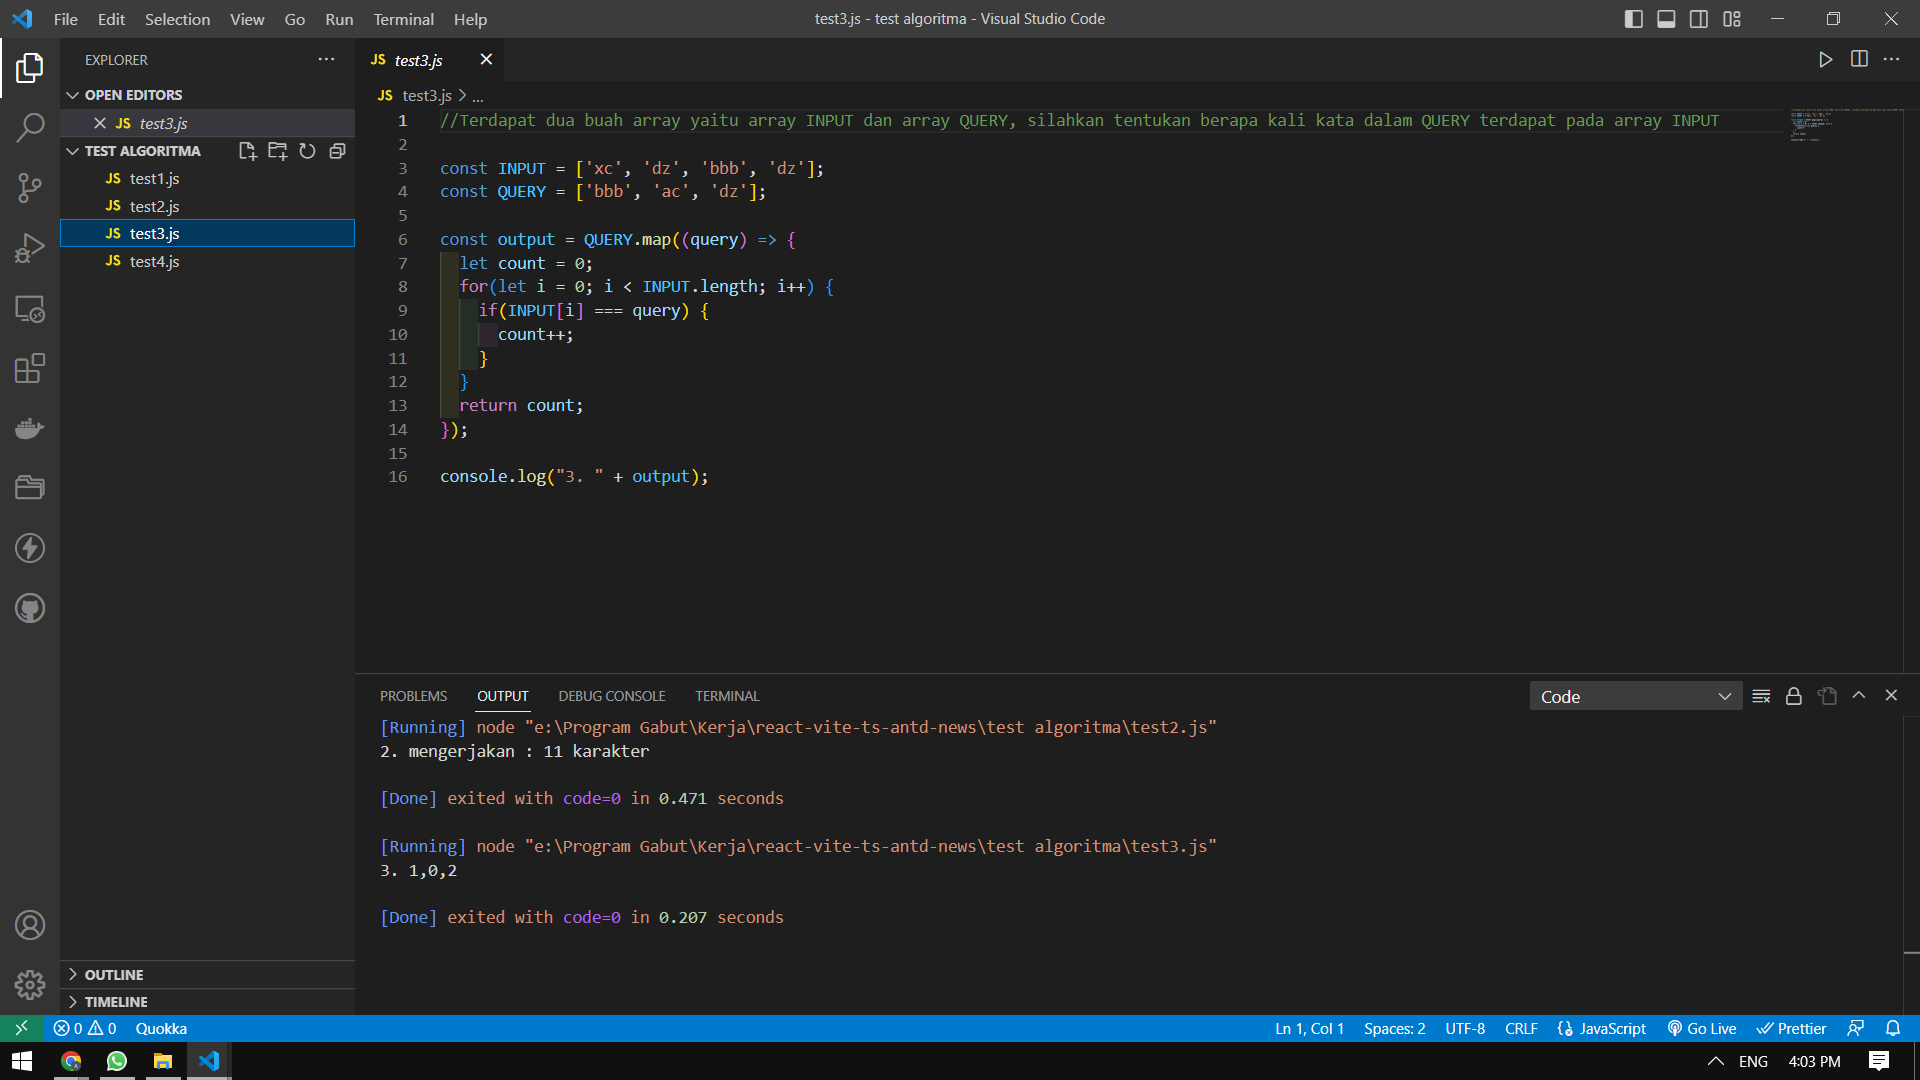 File Edit Selection View Go Run Terminal Help
test3.js - test algoritma - Visual Studio Code
EXPLORER
OPEN EDITORS
JS test3.js
TEST ALGORITMA
JS test1.js
JS test2.js
JS test3.js
JS test4.js
OUTLINE
TIMELINE
JS test3.js
JS test3.js > ...
1 //Terdapat dua buah array yaitu array INPUT dan array QUERY, silahkan tentukan berapa kali kata dalam QUERY terdapat pada array INPUT
2
3 const INPUT = ['xc', 'dz', 'bbb', 'dz'];
4 const QUERY = ['bbb', 'ac', 'dz'];
5
6 const output = QUERY.map((query) => {
7 let count = 0;
8 for(let i = 0; i < INPUT.length; i++) {
9 if(INPUT[i] === query) {
10 count++;
11 }
12 }
13 return count;
14 });
15
16 console.log("3. " + output);
PROBLEMS OUTPUT DEBUG CONSOLE TERMINAL
Code
[Running] node "e:\Program Gabut\Kerja\react-vite-ts-antd-news\test algoritma\test2.js"
2. mengerjakan : 11 karakter
[Done] exited with code=0 in 0.471 seconds
[Running] node "e:\Program Gabut\Kerja\react-vite-ts-antd-news\test algoritma\test3.js"
3. 1,0,2
[Done] exited with code=0 in 0.207 seconds
0 0 Quokka
Ln 1, Col 1 Spaces: 2 UTF-8 CRLF JavaScript Go Live Prettier
ENG 4:03 PM